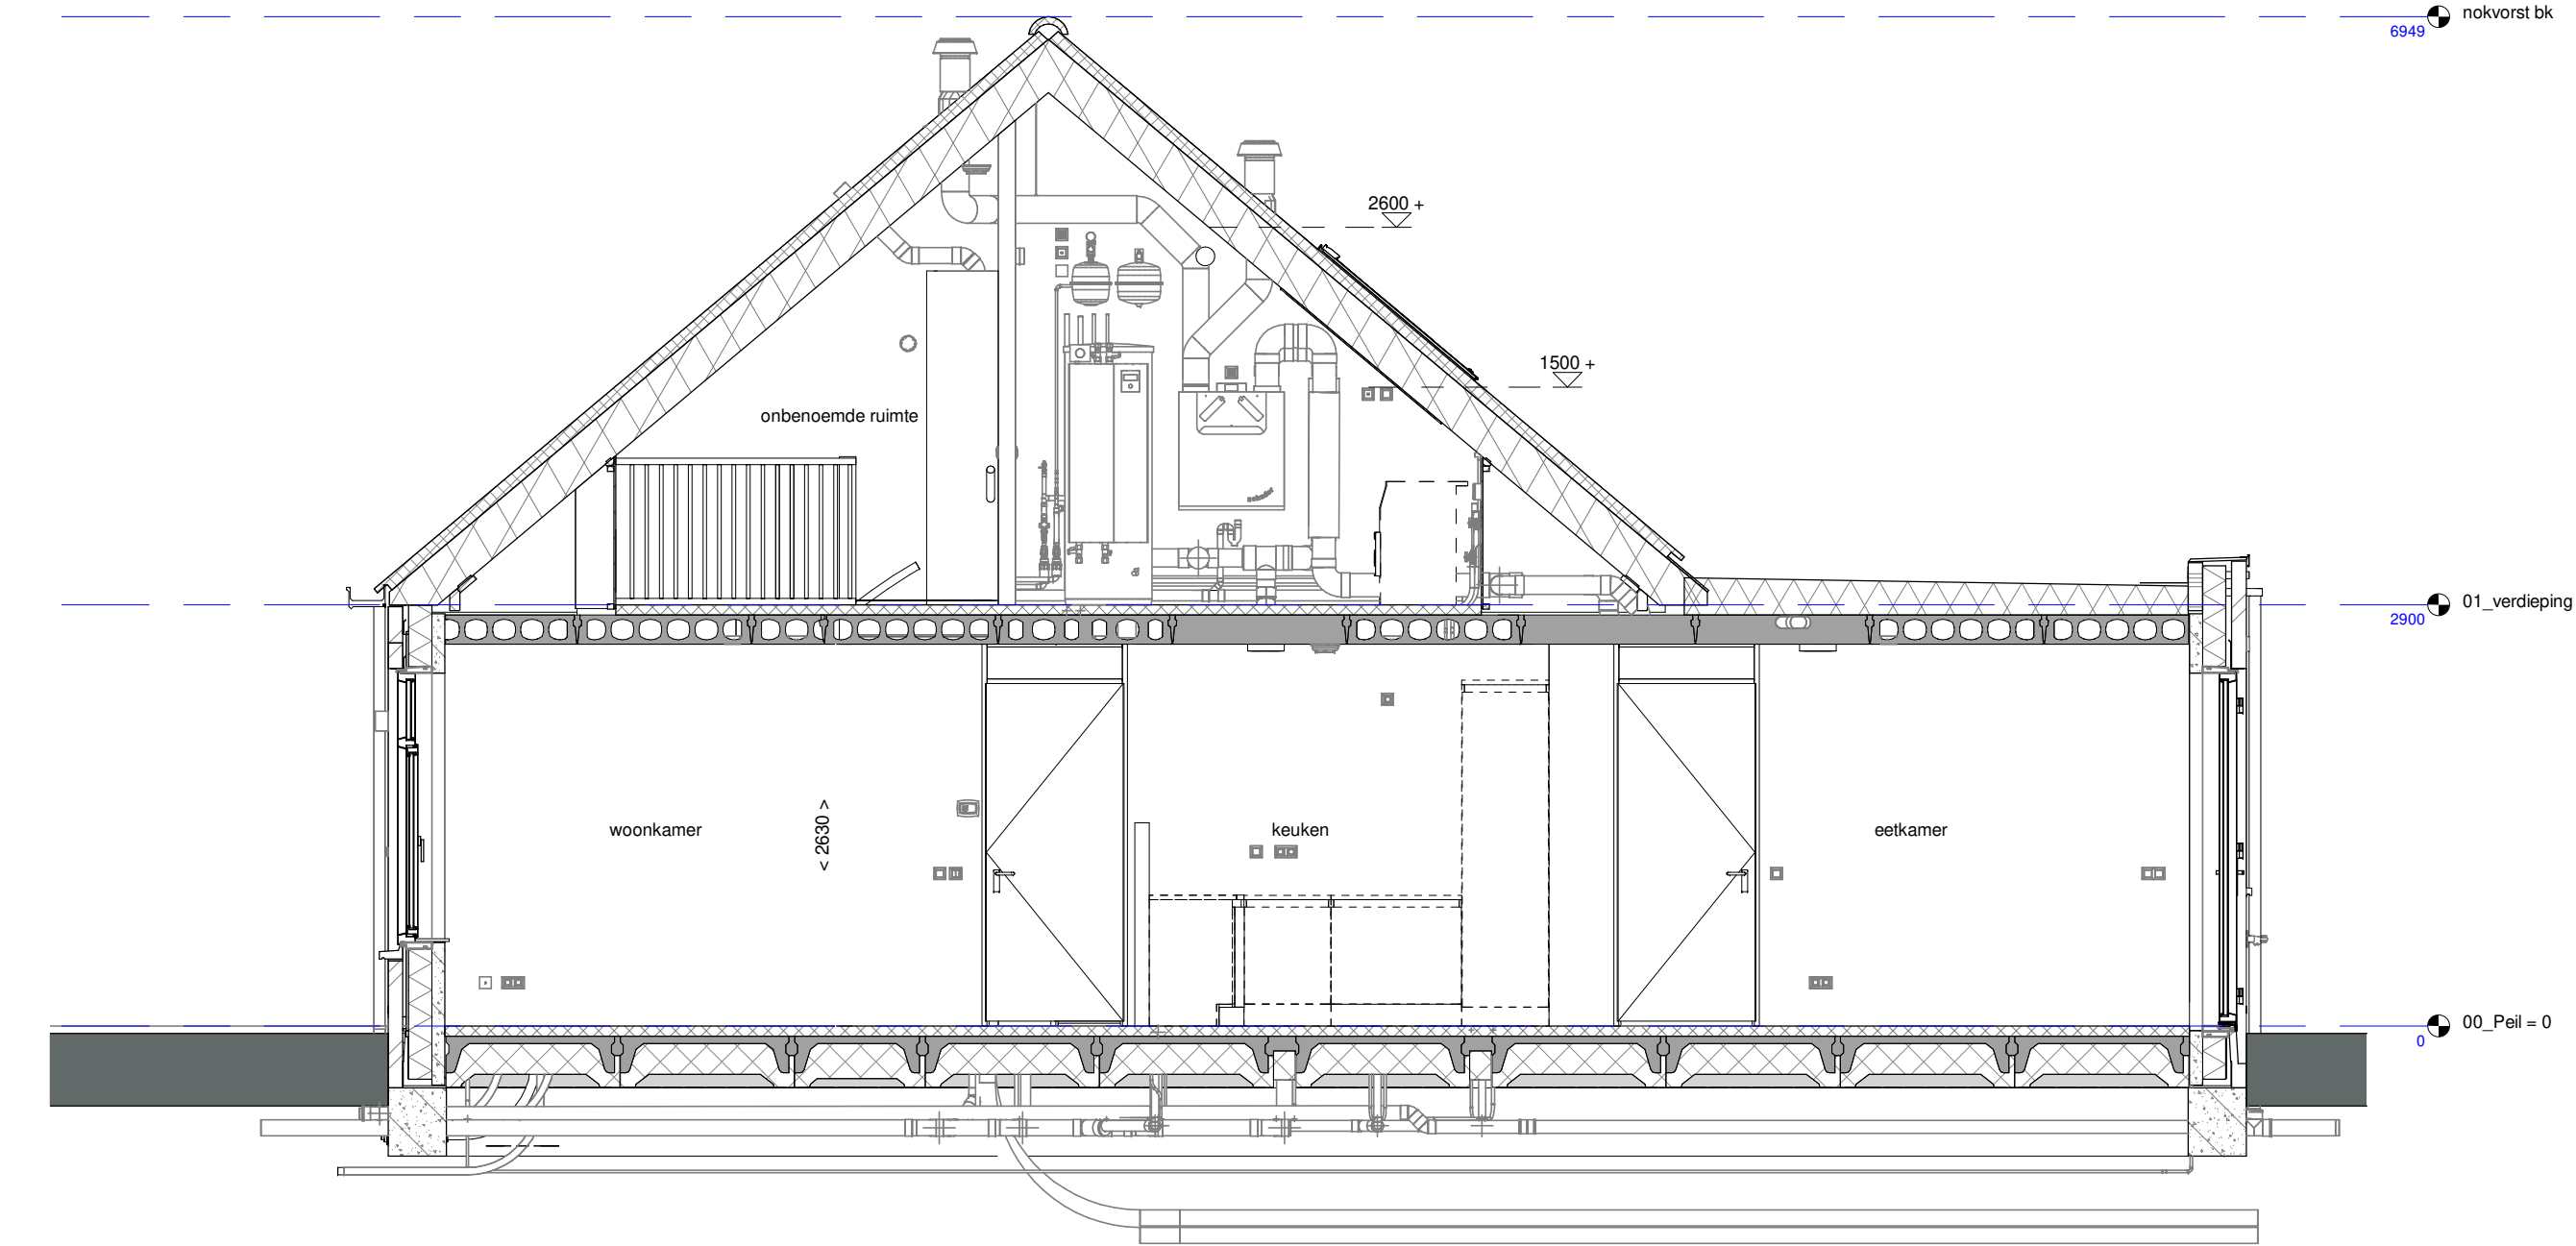 nokvorst bk
6949
2600 +
1500 +
onbenoemde ruimte
01_verdieping
2900
woonkamer
< 2630 >
keuken
eetkamer
00_Peil = 0
0